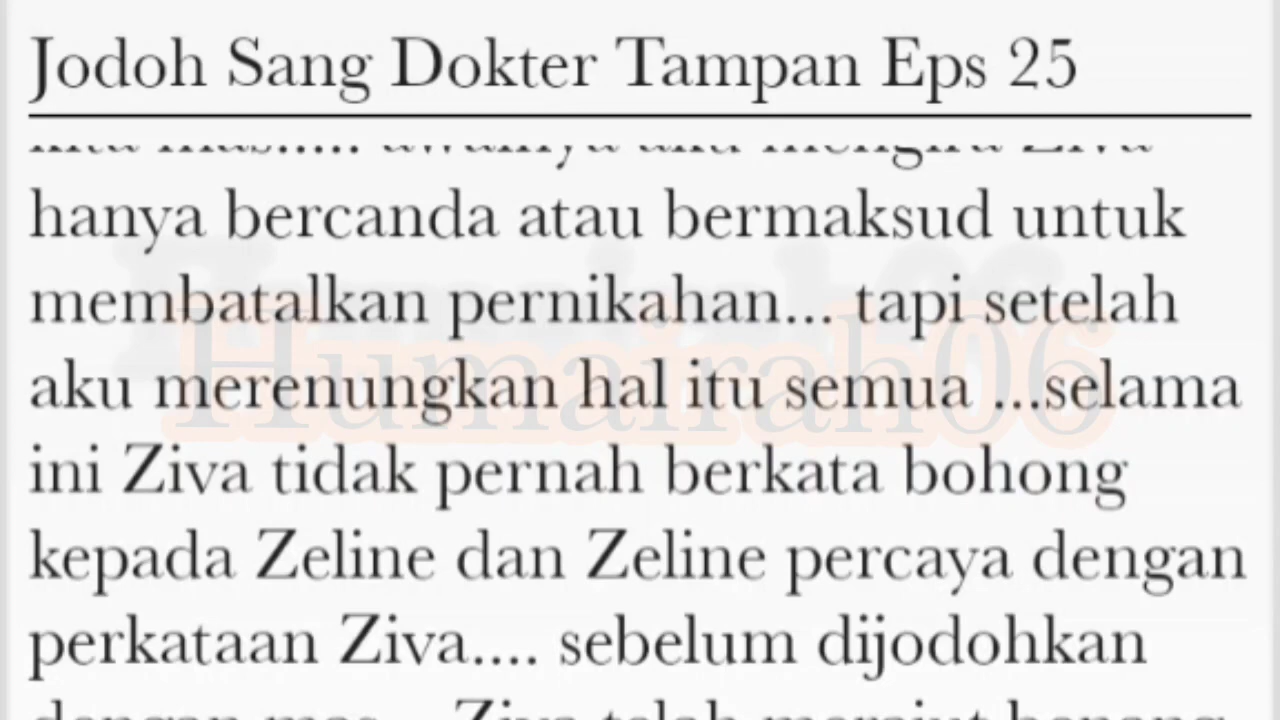 Jodoh Sang Dokter Tampan Eps 25
hanya bercanda atau bermaksud untuk
membatalkan pernikahan... tapi setelah
Humairah06
aku merenungkan hal itu semua ...selama
ini Ziva tidak pernah berkata bohong
kepada Zeline dan Zeline percaya dengan
perkataan Ziva.... sebelum dijodohkan